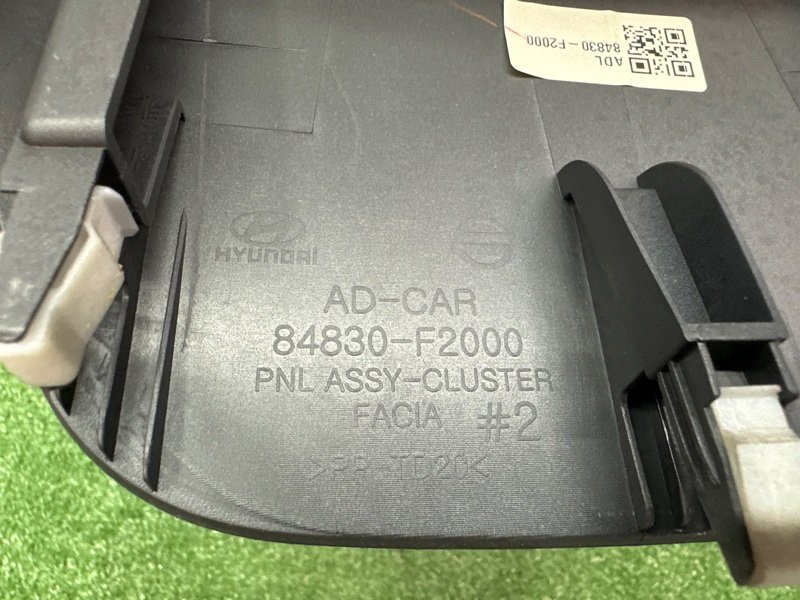 ADL
84830-F2000
HYUNDAI
AD-CAR
84830-F2000
PNL ASSY-CLUSTER
FACIA #2
>PP-TD20<